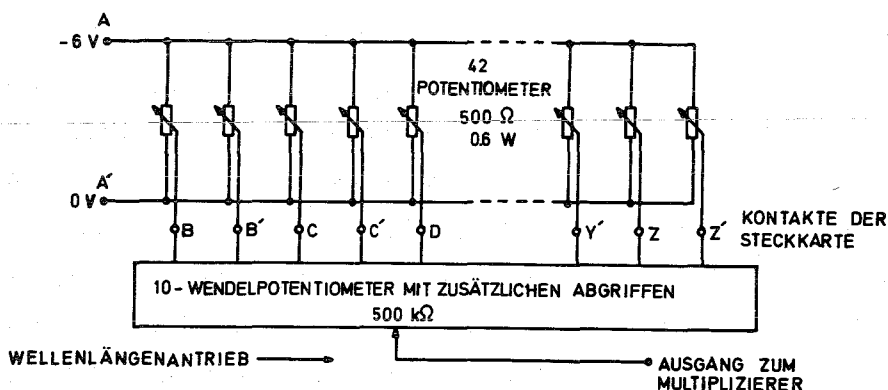 A
-6 V
42
POTENTIOMETER
500 Ω
0.6 W
A'
0 V
B B' C C' D Y' Z Z'
KONTAKTE DER
STECKKARTE
10-WENDELPOTENTIOMETER MIT ZUSÄTZLICHEN ABGRIFFEN
500 kΩ
WELLENLÄNGENANTRIEB
AUSGANG ZUM
MULTIPLIZIERER